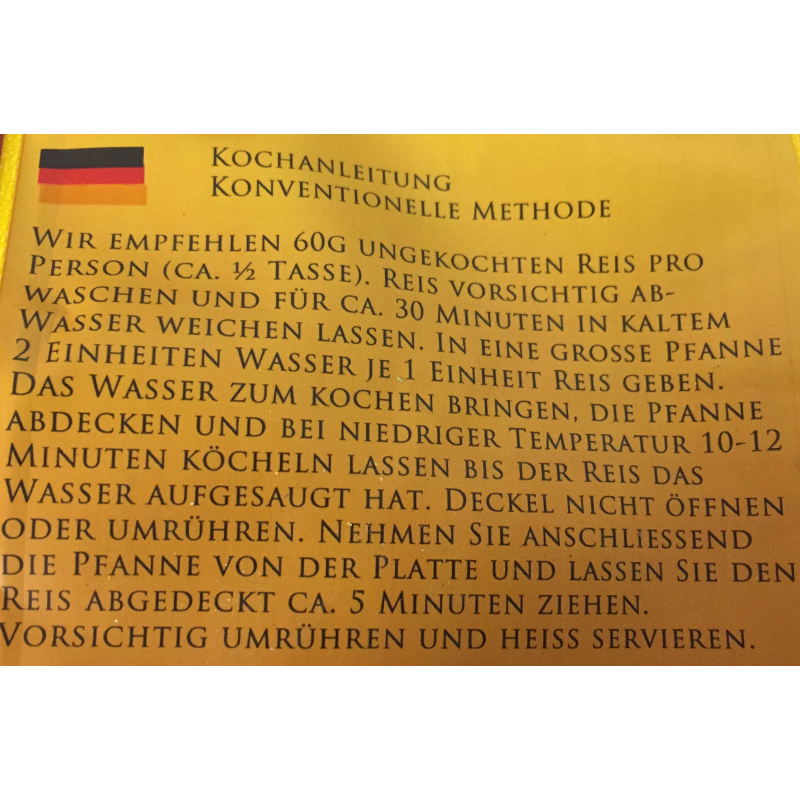 KOCHANLEITUNG
KONVENTIONELLE METHODE
WIR EMPFEHLEN 60G UNGEKOCHTEN REIS PRO
PERSON (CA. ½ TASSE). REIS VORSICHTIG AB-
WASCHEN UND FÜR CA. 30 MINUTEN IN KALTEM
WASSER WEICHEN LASSEN. IN EINE GROSSE PFANNE
2 EINHEITEN WASSER JE 1 EINHEIT REIS GEBEN.
DAS WASSER ZUM KOCHEN BRINGEN, DIE PFANNE
ABDECKEN UND BEI NIEDRIGER TEMPERATUR 10-12
MINUTEN KÖCHELN LASSEN BIS DER REIS DAS
WASSER AUFGESAUGT HAT. DECKEL NICHT ÖFFNEN
ODER UMRÜHREN. NEHMEN SIE ANSCHLIESSEND
DIE PFANNE VON DER PLATTE UND LASSEN SIE DEN
REIS ABGEDECKT CA. 5 MINUTEN ZIEHEN.
VORSICHTIG UMRÜHREN UND HEISS SERVIEREN.